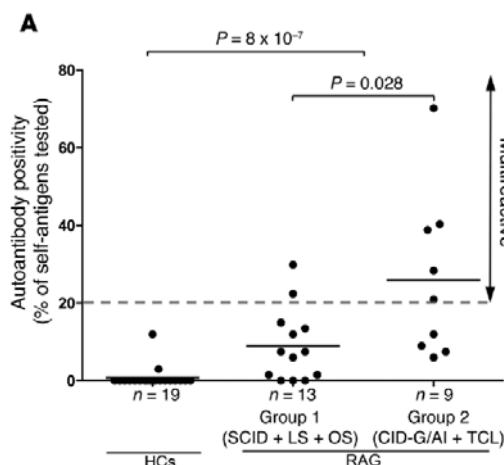 A
P = 8 x 10⁻⁷
P = 0.028
80
60
40
20
0
Autoantibody positivity
(% of self-antigens tested)
n = 19
n = 13
n = 9
Group 1
(SCID + LS + OS)
Group 2
(CID-G/AI + TCL)
HCs
RAG